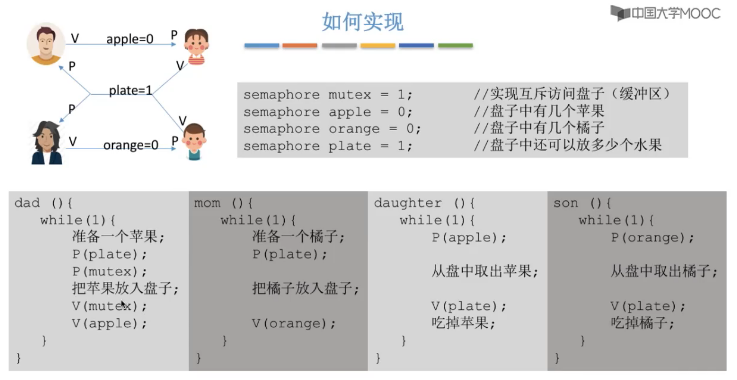 如何实现
中国大学MOOC
V apple=0 P
P V
plate=1
P V
V orange=0 P
semaphore mutex = 1; //实现互斥访问盘子（缓冲区）
semaphore apple = 0; //盘子中有几个苹果
semaphore orange = 0; //盘子中有几个橘子
semaphore plate = 1; //盘子中还可以放多少个水果
dad (){
while(1){
准备一个苹果;
P(plate);
P(mutex);
把苹果放入盘子;
V(mutex);
V(apple);
}
}
mom (){
while(1){
准备一个橘子;
P(plate);
把橘子放入盘子;
V(orange);
}
}
daughter (){
while(1){
P(apple);
从盘中取出苹果;
V(plate);
吃掉苹果;
}
}
son (){
while(1){
P(orange);
从盘中取出橘子;
V(plate);
吃掉橘子;
}
}